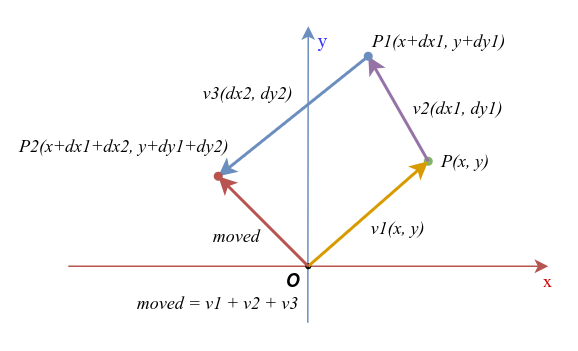 P1(x+dx1, y+dy1)
y
v3(dx2, dy2)
v2(dx1, dy1)
P2(x+dx1+dx2, y+dy1+dy2)
P(x, y)
moved
v1(x, y)
O
x
moved = v1 + v2 + v3